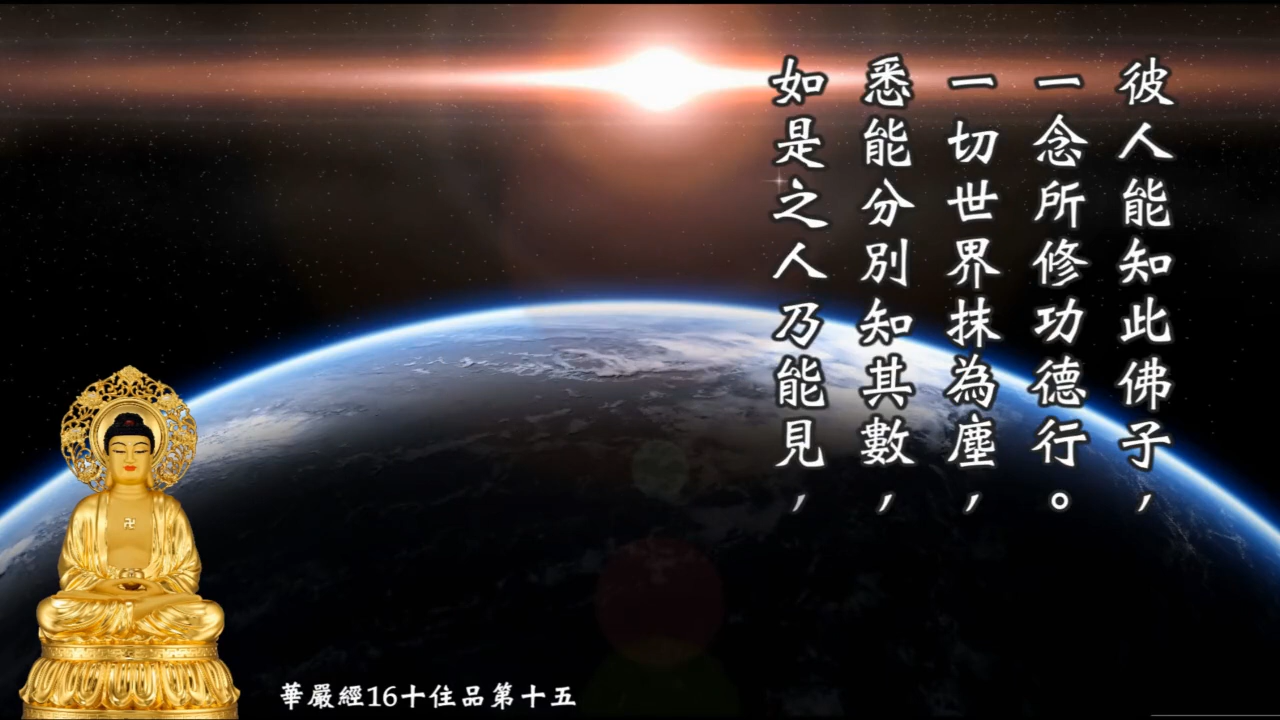 彼人能知此佛子，
一念所修功德行。
一切世界抹為塵，
悉能分別知其數，
如是之人乃能見，
卍
華嚴經16十住品第十五